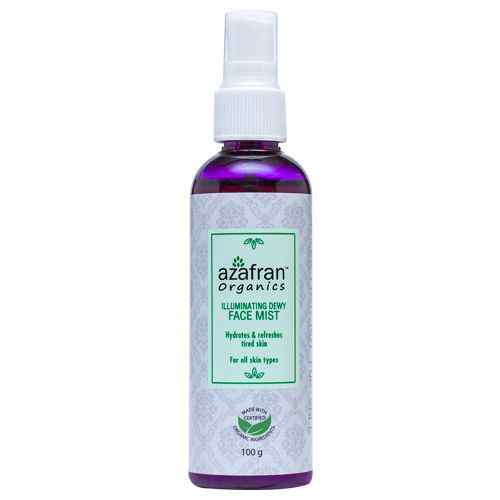 azafran™
Organics
ILLUMINATING DEWY
FACE MIST
Hydrates & refreshes
tired skin
For all skin types
MADE WITH
CERTIFIED
ORGANIC INGREDIENTS
100 g